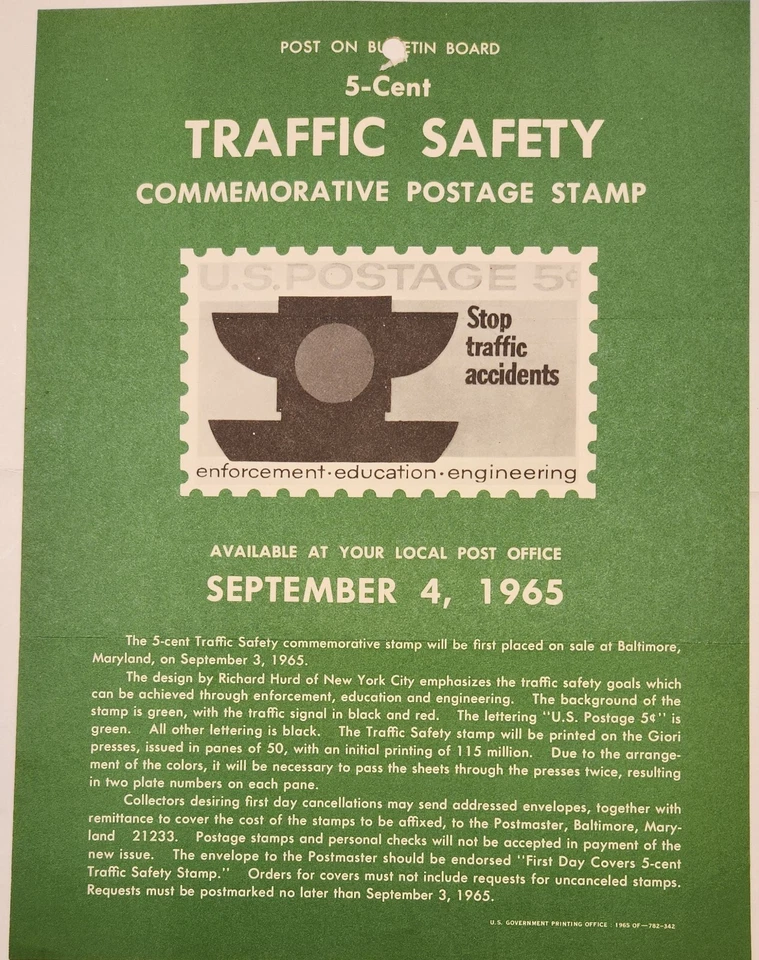 POST ON BULLETIN BOARD
5-Cent
TRAFFIC SAFETY
COMMEMORATIVE POSTAGE STAMP
U.S. POSTAGE 5¢
Stop
traffic
accidents
enforcement·education·engineering
AVAILABLE AT YOUR LOCAL POST OFFICE
SEPTEMBER 4, 1965
The 5-cent Traffic Safety commemorative stamp will be first placed on sale at Baltimore,
Maryland, on September 3, 1965.
The design by Richard Hurd of New York City emphasizes the traffic safety goals which
can be achieved through enforcement, education and engineering. The background of the
stamp is green, with the traffic signal in black and red. The lettering "U.S. Postage 5¢" is
green. All other lettering is black. The Traffic Safety stamp will be printed on the Giori
presses, issued in panes of 50, with an initial printing of 115 million. Due to the arrange-
ment of the colors, it will be necessary to pass the sheets through the presses twice, resulting
in two plate numbers on each pane.
Collectors desiring first day cancellations may send addressed envelopes, together with
remittance to cover the cost of the stamps to be affixed, to the Postmaster, Baltimore, Mary-
land 21233. Postage stamps and personal checks will not be accepted in payment of the
new issue. The envelope to the Postmaster should be endorsed "First Day Covers 5-cent
Traffic Safety Stamp." Orders for covers must not include requests for uncanceled stamps.
Requests must be postmarked no later than September 3, 1965.
U.S. GOVERNMENT PRINTING OFFICE : 1965 OF—782-342